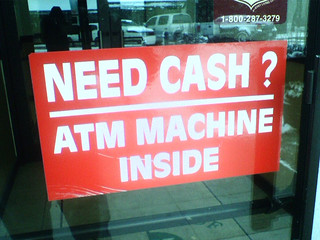 1-800-287-3279
NEED CASH ?
ATM MACHINE
INSIDE